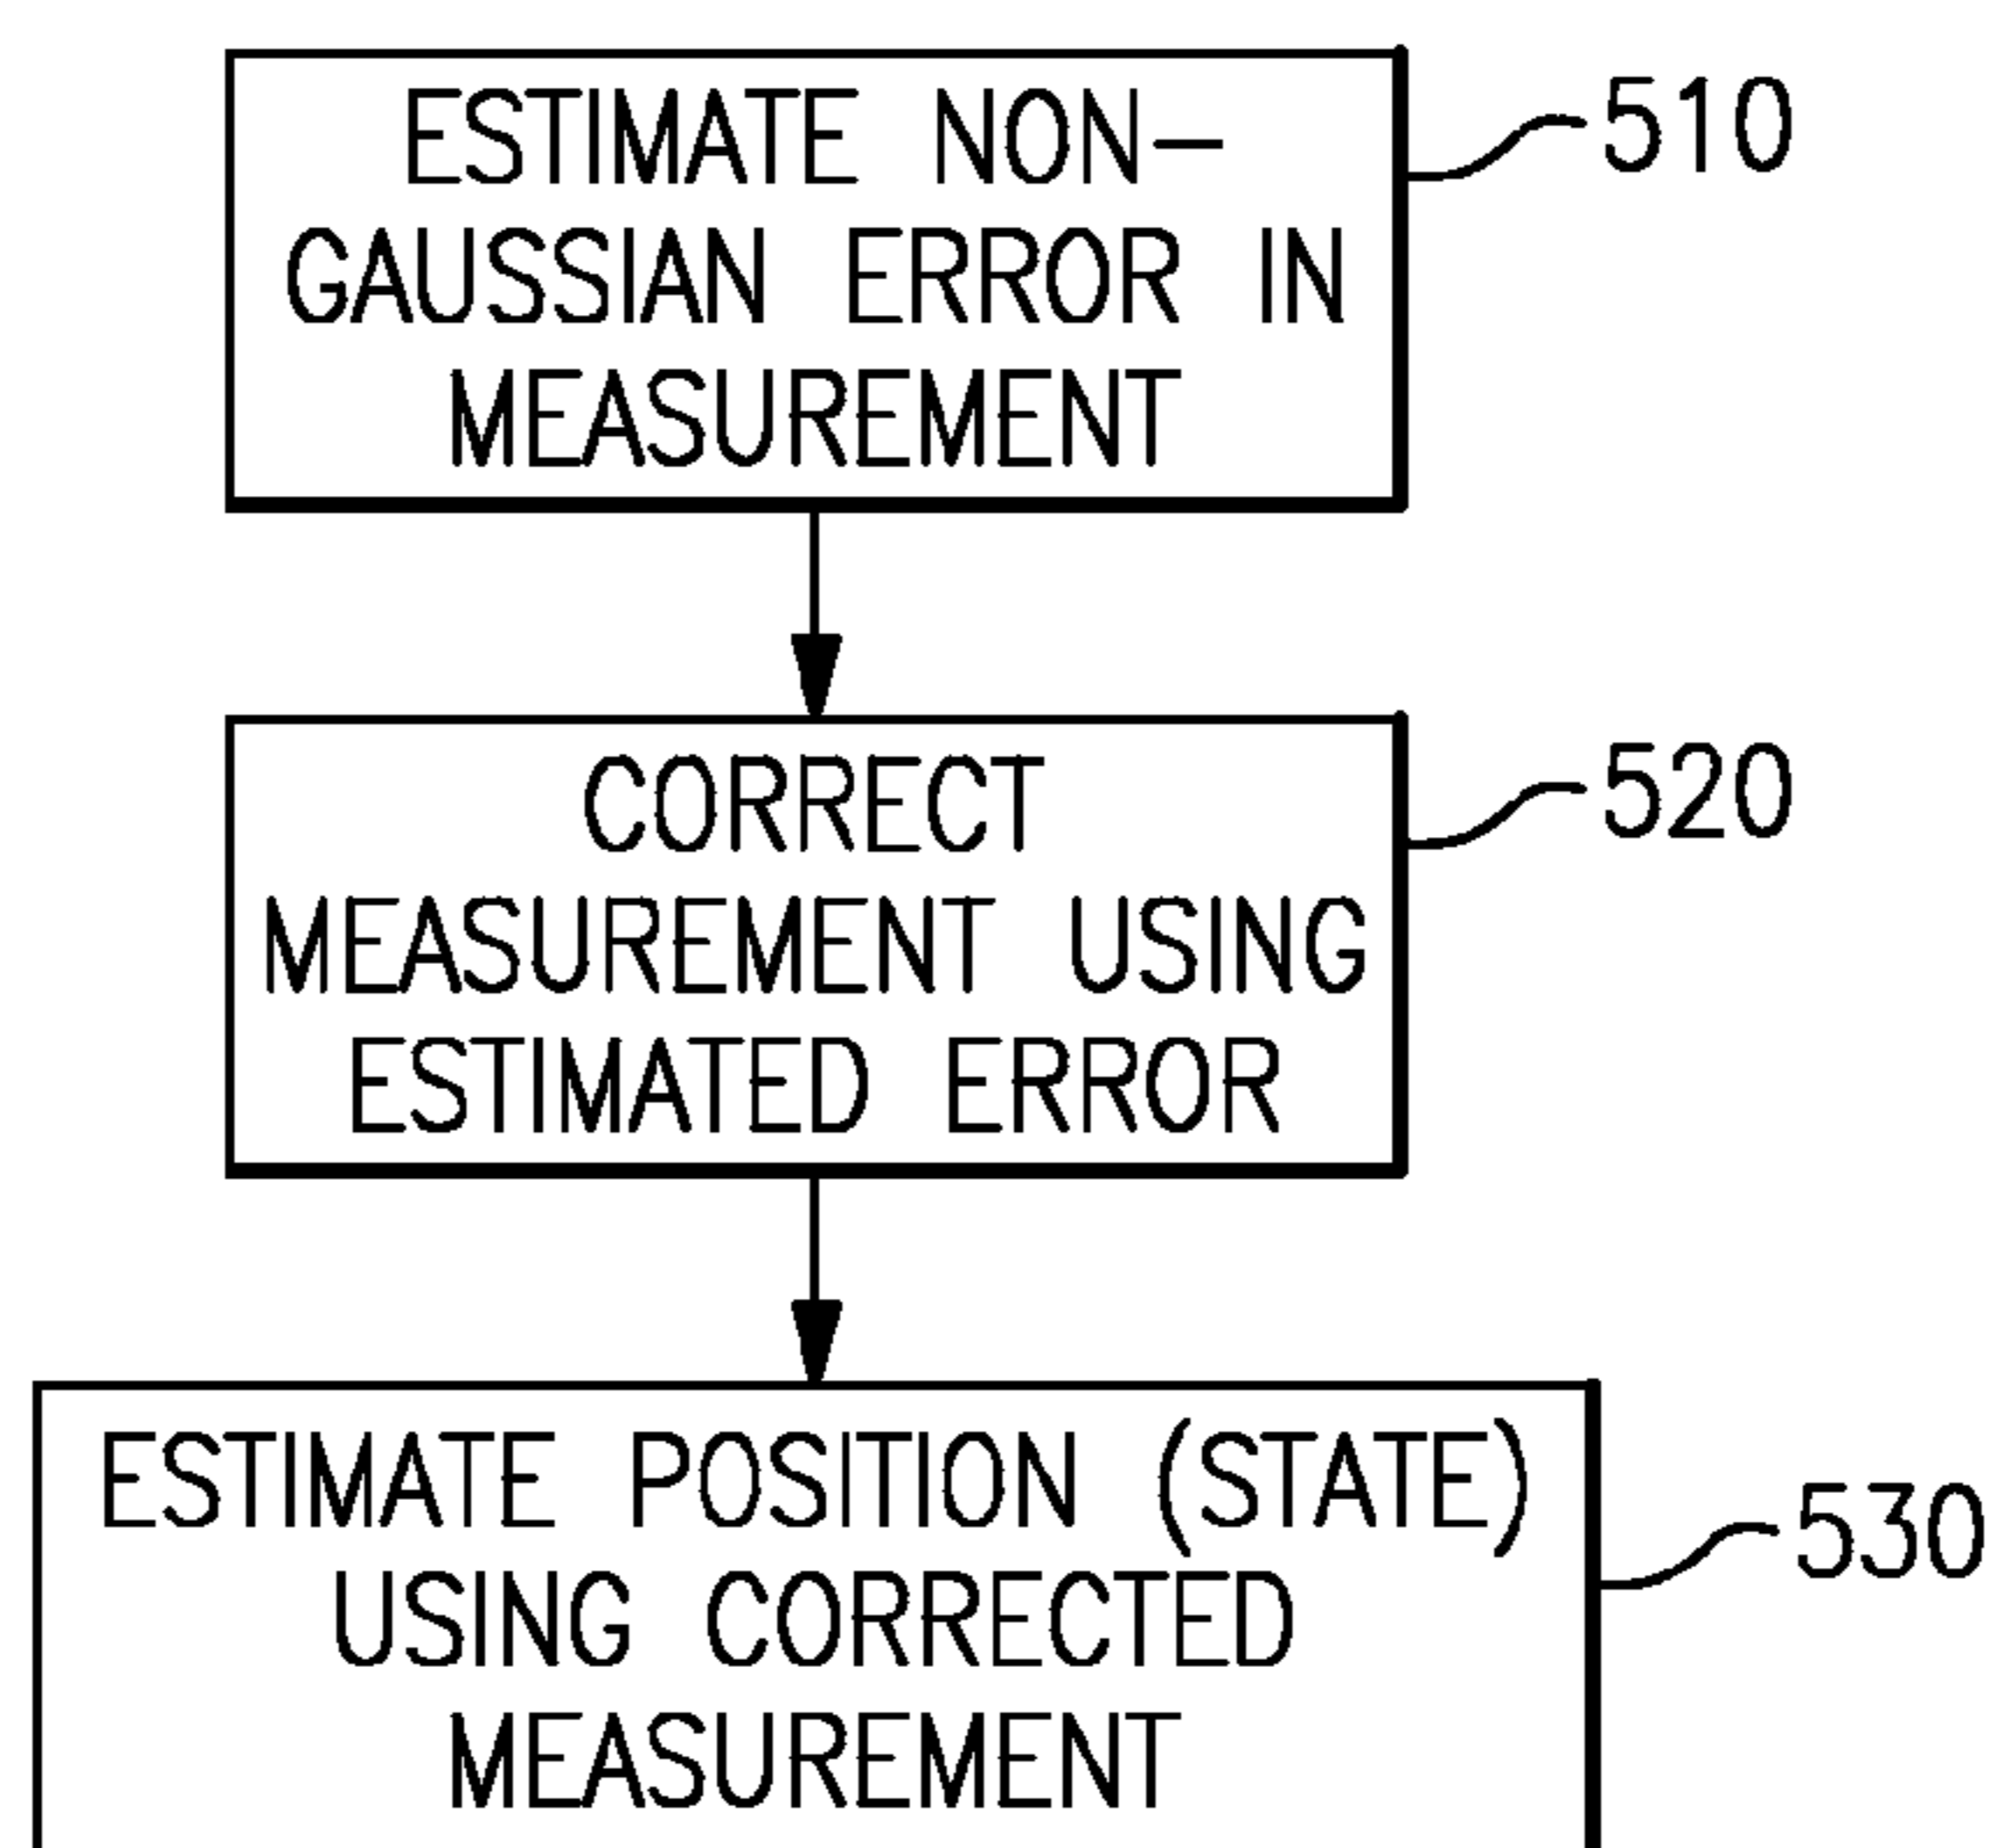 ESTIMATE NON-
GAUSSIAN ERROR IN
MEASUREMENT
510
CORRECT
MEASUREMENT USING
ESTIMATED ERROR
520
ESTIMATE POSITION (STATE)
USING CORRECTED
MEASUREMENT
530